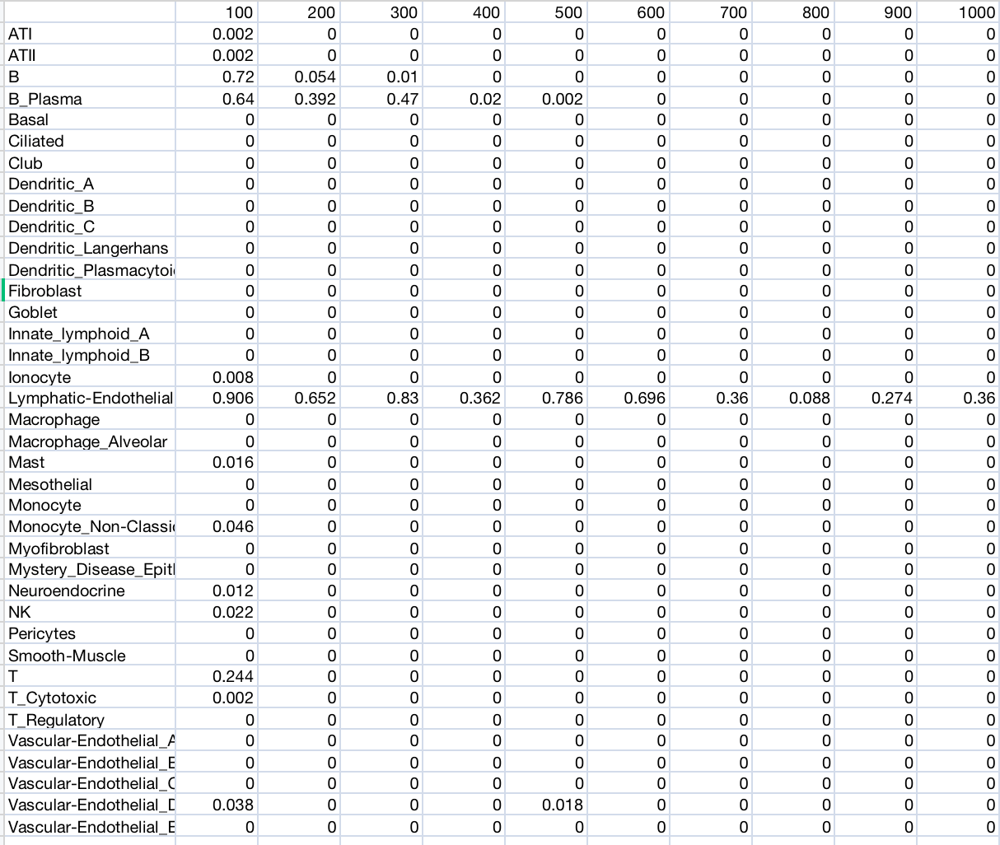 100 200 300 400 500 600 700 800 900 1000
ATI 0.002 0 0 0 0 0 0 0 0 0
ATII 0.002 0 0 0 0 0 0 0 0 0
B 0.72 0.054 0.01 0 0 0 0 0 0 0
B_Plasma 0.64 0.392 0.47 0.02 0.002 0 0 0 0 0
Basal 0 0 0 0 0 0 0 0 0 0
Ciliated 0 0 0 0 0 0 0 0 0 0
Club 0 0 0 0 0 0 0 0 0 0
Dendritic_A 0 0 0 0 0 0 0 0 0 0
Dendritic_B 0 0 0 0 0 0 0 0 0 0
Dendritic_C 0 0 0 0 0 0 0 0 0 0
Dendritic_Langerhans 0 0 0 0 0 0 0 0 0 0
Dendritic_Plasmacytoi 0 0 0 0 0 0 0 0 0 0
Fibroblast 0 0 0 0 0 0 0 0 0 0
Goblet 0 0 0 0 0 0 0 0 0 0
Innate_lymphoid_A 0 0 0 0 0 0 0 0 0 0
Innate_lymphoid_B 0 0 0 0 0 0 0 0 0 0
Ionocyte 0.008 0 0 0 0 0 0 0 0 0
Lymphatic-Endothelial 0.906 0.652 0.83 0.362 0.786 0.696 0.36 0.088 0.274 0.36
Macrophage 0 0 0 0 0 0 0 0 0 0
Macrophage_Alveolar 0 0 0 0 0 0 0 0 0 0
Mast 0.016 0 0 0 0 0 0 0 0 0
Mesothelial 0 0 0 0 0 0 0 0 0 0
Monocyte 0 0 0 0 0 0 0 0 0 0
Monocyte_Non-Classi 0.046 0 0 0 0 0 0 0 0 0
Myofibroblast 0 0 0 0 0 0 0 0 0 0
Mystery_Disease_Epit 0 0 0 0 0 0 0 0 0 0
Neuroendocrine 0.012 0 0 0 0 0 0 0 0 0
NK 0.022 0 0 0 0 0 0 0 0 0
Pericytes 0 0 0 0 0 0 0 0 0 0
Smooth-Muscle 0 0 0 0 0 0 0 0 0 0
T 0.244 0 0 0 0 0 0 0 0 0
T_Cytotoxic 0.002 0 0 0 0 0 0 0 0 0
T_Regulatory 0 0 0 0 0 0 0 0 0 0
Vascular-Endothelial_A 0 0 0 0 0 0 0 0 0 0
Vascular-Endothelial_B 0 0 0 0 0 0 0 0 0 0
Vascular-Endothelial_C 0 0 0 0 0 0 0 0 0 0
Vascular-Endothelial_D 0.038 0 0 0 0.018 0 0 0 0 0
Vascular-Endothelial_E 0 0 0 0 0 0 0 0 0 0